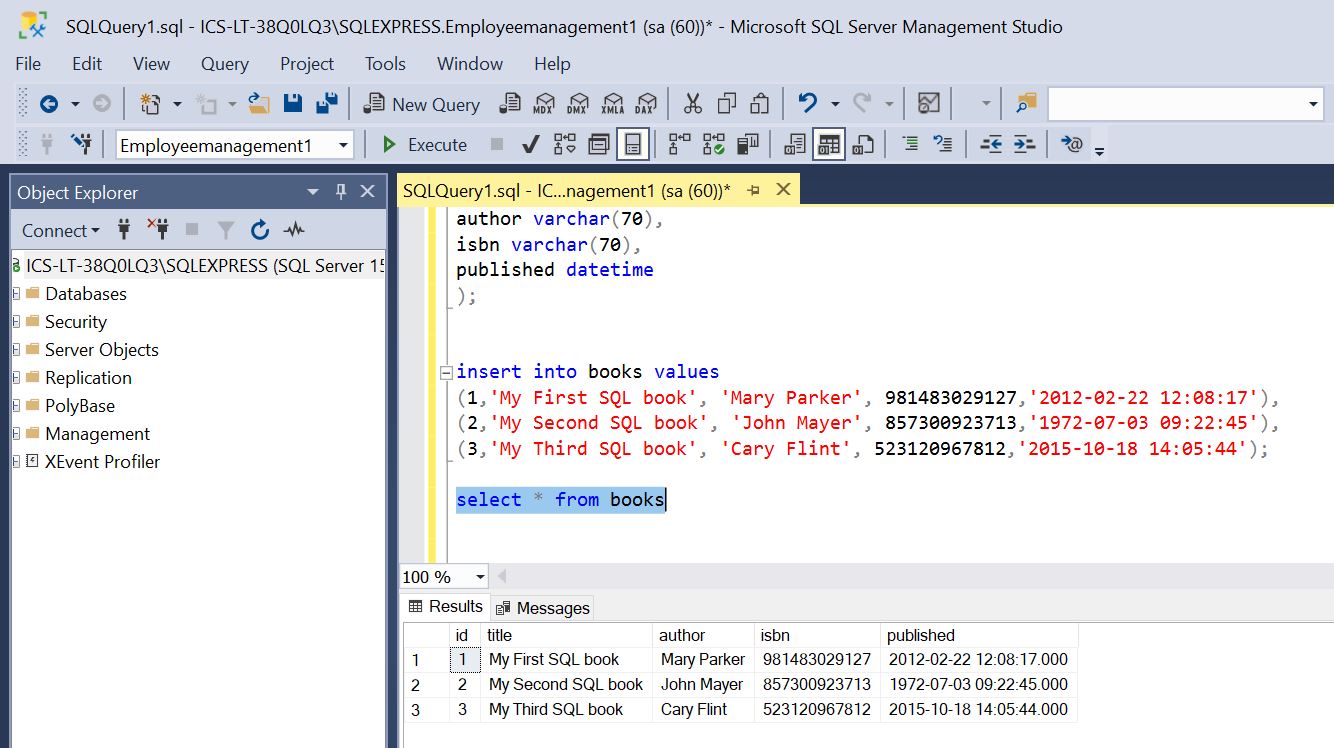 SQLQuery1.sql - ICS-LT-38Q0LQ3\SQLEXPRESS.Employeemanagement1 (sa (60))* - Microsoft SQL Server Management Studio
File Edit View Query Project Tools Window Help
New Query MDX DMX XMLA DAX
Employeemanagement1 Execute
Object Explorer
Connect
ICS-LT-38Q0LQ3\SQLEXPRESS (SQL Server 15
Databases
Security
Server Objects
Replication
PolyBase
Management
XEvent Profiler
SQLQuery1.sql - IC...nagement1 (sa (60))*
author varchar(70),
isbn varchar(70),
published datetime
);
insert into books values
(1,'My First SQL book', 'Mary Parker', 981483029127,'2012-02-22 12:08:17'),
(2,'My Second SQL book', 'John Mayer', 857300923713,'1972-07-03 09:22:45'),
(3,'My Third SQL book', 'Cary Flint', 523120967812,'2015-10-18 14:05:44');
select * from books
100 %
Results Messages
id title author isbn published
1 1 My First SQL book Mary Parker 981483029127 2012-02-22 12:08:17.000
2 2 My Second SQL book John Mayer 857300923713 1972-07-03 09:22:45.000
3 3 My Third SQL book Cary Flint 523120967812 2015-10-18 14:05:44.000